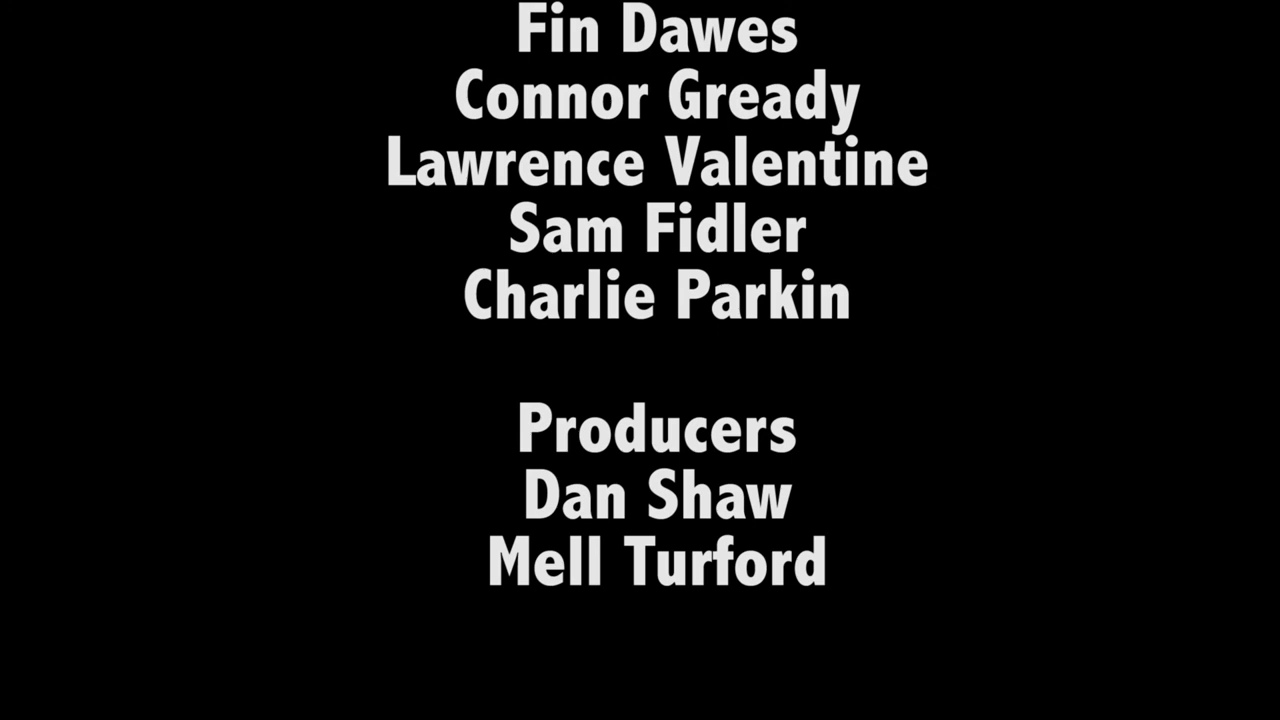 Fin Dawes
Connor Gready
Lawrence Valentine
Sam Fidler
Charlie Parkin
Producers
Dan Shaw
Mell Turford